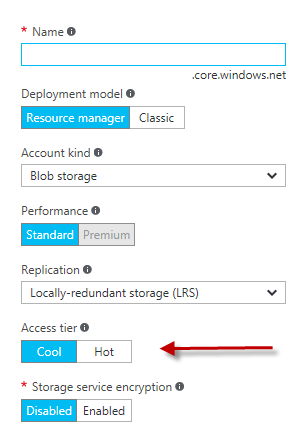 * Name
.core.windows.net
Deployment model
Resource manager Classic
Account kind
Blob storage
Performance
Standard Premium
Replication
Locally-redundant storage (LRS)
Access tier
Cool Hot
* Storage service encryption
Disabled Enabled